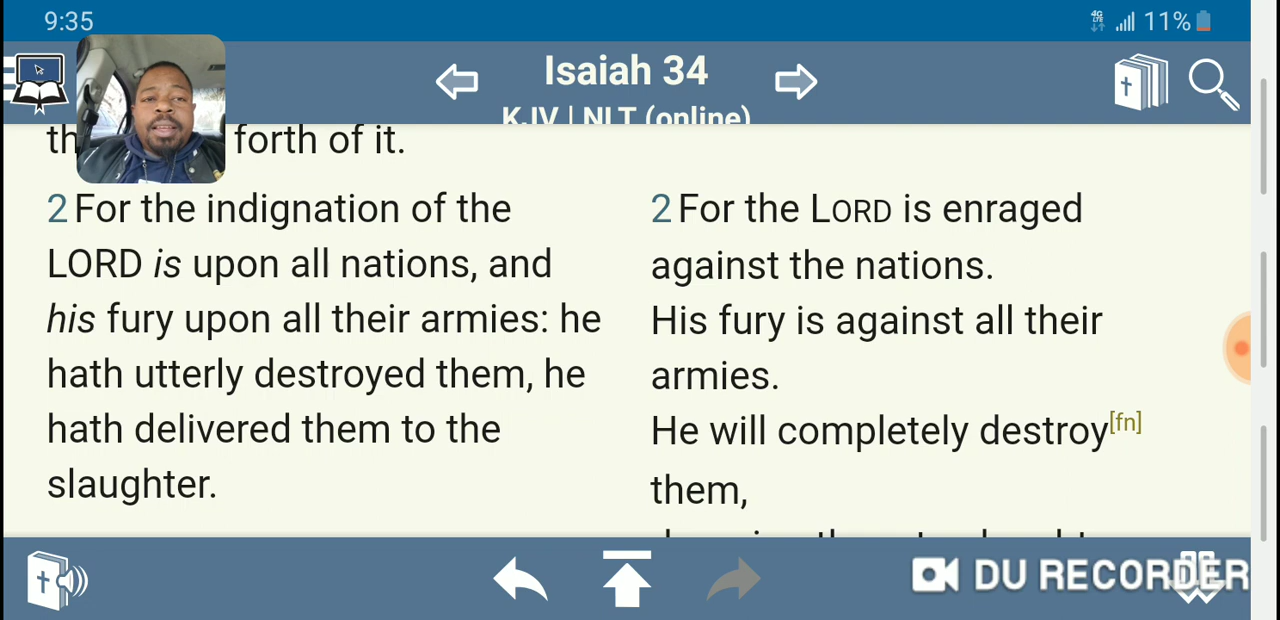 9:35
4G
LTE
11%
Isaiah 34
KJV | NLT (online)
forth of it.
2 For the indignation of the
LORD is upon all nations, and
his fury upon all their armies: he
hath utterly destroyed them, he
hath delivered them to the
slaughter.
2 For the LORD is enraged
against the nations.
His fury is against all their
armies.
He will completely destroy[fn]
them,
DU RECORDER